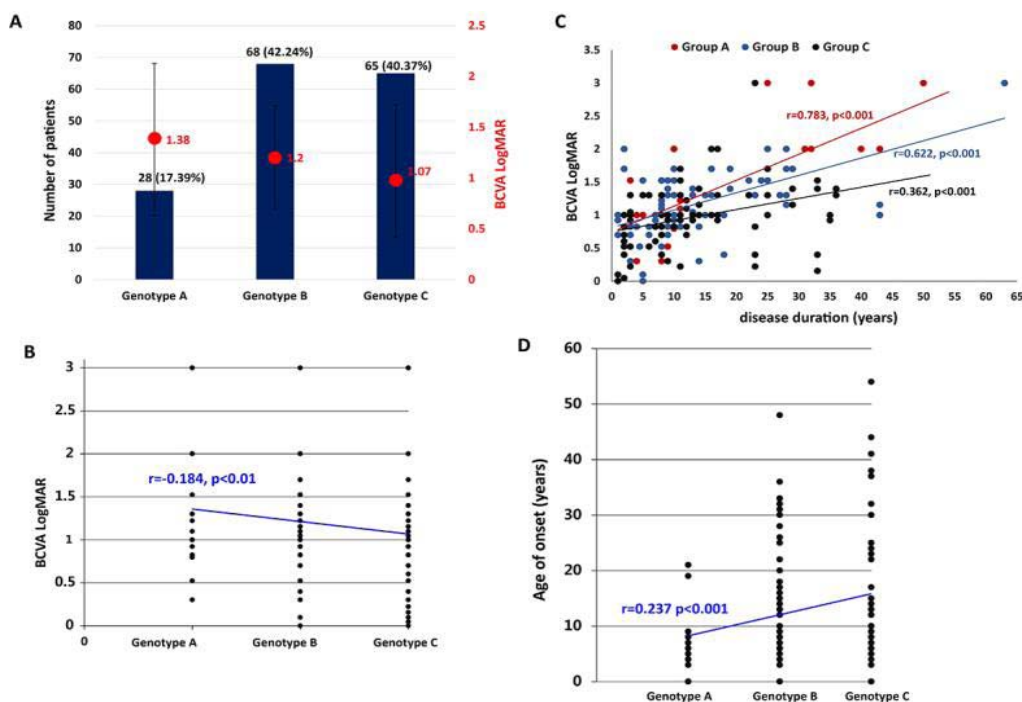 A
Number of patients
80
70
60
50
40
30
20
10
0
28 (17.39%)
68 (42.24%)
65 (40.37%)
1.38
1.2
1.07
Genotype A
Genotype B
Genotype C
2.5
2
1.5
1
0.5
0
BCVA LogMAR
C
Group A
Group B
Group C
BCVA LogMAR
3.5
3
2.5
2
1.5
1
0.5
0
r=0.783, p<0.001
r=0.622, p<0.001
r=0.362, p<0.001
0 5 10 15 20 25 30 35 40 45 50 55 60 65
disease duration (years)
B
BCVA LogMAR
3
2.5
2
1.5
1
0.5
0
r=-0.184, p<0.01
0 Genotype A Genotype B Genotype C
D
Age of onset (years)
60
50
40
30
20
10
0
r=0.237 p<0.001
Genotype A Genotype B Genotype C